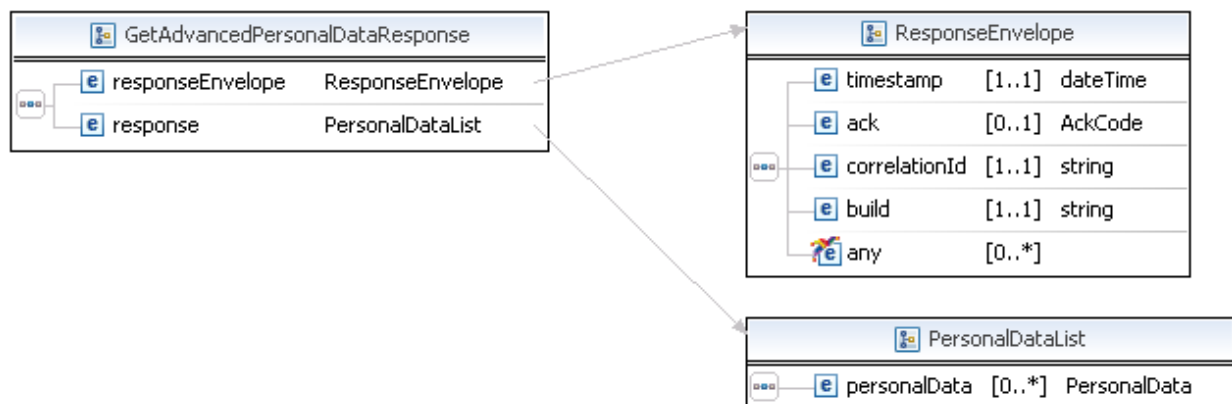 GetAdvancedPersonalDataResponse
e responseEnvelope ResponseEnvelope
e response PersonalDataList
ResponseEnvelope
e timestamp [1..1] dateTime
e ack [0..1] AckCode
e correlationId [1..1] string
e build [1..1] string
e any [0..*]
PersonalDataList
e personalData [0..*] PersonalData